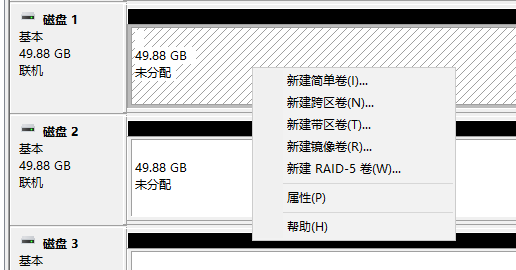 磁盘 1
基本
49.88 GB
联机
49.88 GB
未分配
新建简单卷(I)...
新建跨区卷(N)...
新建带区卷(T)...
新建镜像卷(R)...
新建 RAID-5 卷(W)...
属性(P)
帮助(H)
磁盘 2
基本
49.88 GB
联机
49.88 GB
未分配
磁盘 3
基本